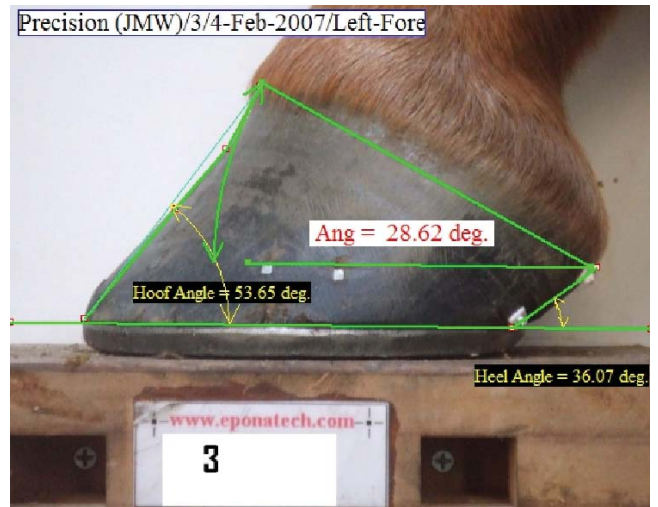 Precision (JMW)/3/4-Feb-2007/Left-Fore
Ang = 28.62 deg.
Hoof Angle = 53.65 deg.
Heel Angle = 36.07 deg.
www.eponatech.com
3